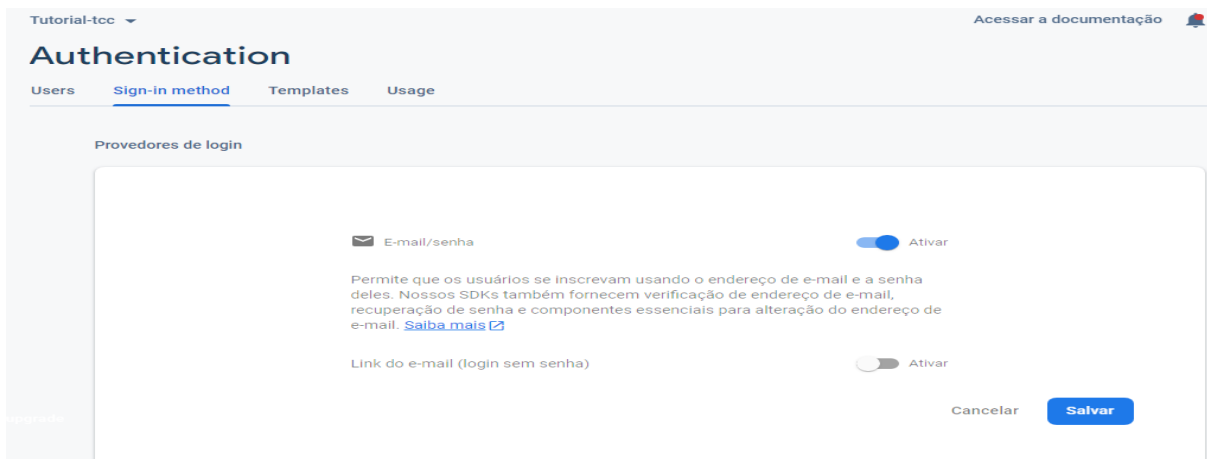 Tutorial-tcc
Acessar a documentação
Authentication
Users Sign-in method Templates Usage
Provedores de login
E-mail/senha
Ativar
Permite que os usuários se inscrevam usando o endereço de e-mail e a senha
deles. Nossos SDKs também fornecem verificação de endereço de e-mail,
recuperação de senha e componentes essenciais para alteração do endereço de
e-mail. Saiba mais
Link do e-mail (login sem senha)
Ativar
Cancelar Salvar